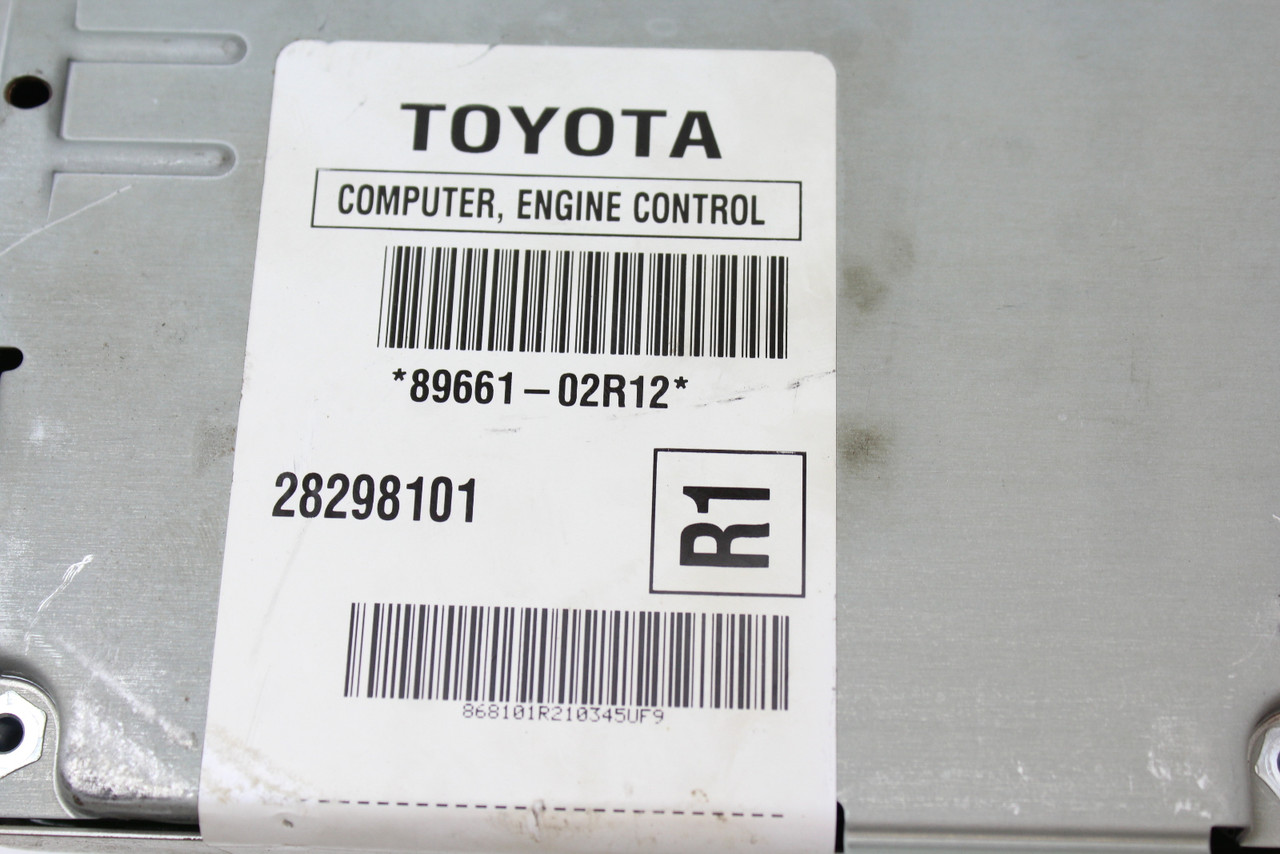 TOYOTA
COMPUTER, ENGINE CONTROL
*89661-02R12*
28298101
R1
868101R210345UF9